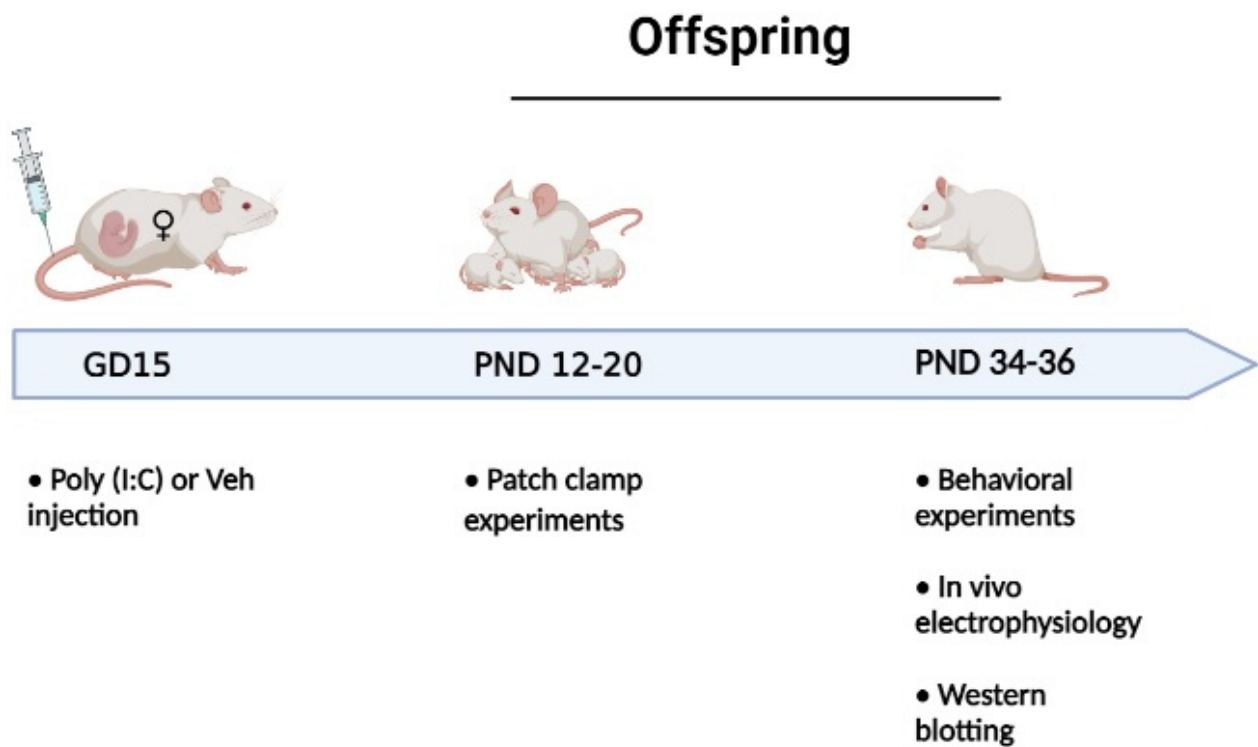 Offspring
♀
GD15
PND 12-20
PND 34-36
● Poly (I:C) or Veh
injection
● Patch clamp
experiments
● Behavioral
experiments
● In vivo
electrophysiology
● Western
blotting